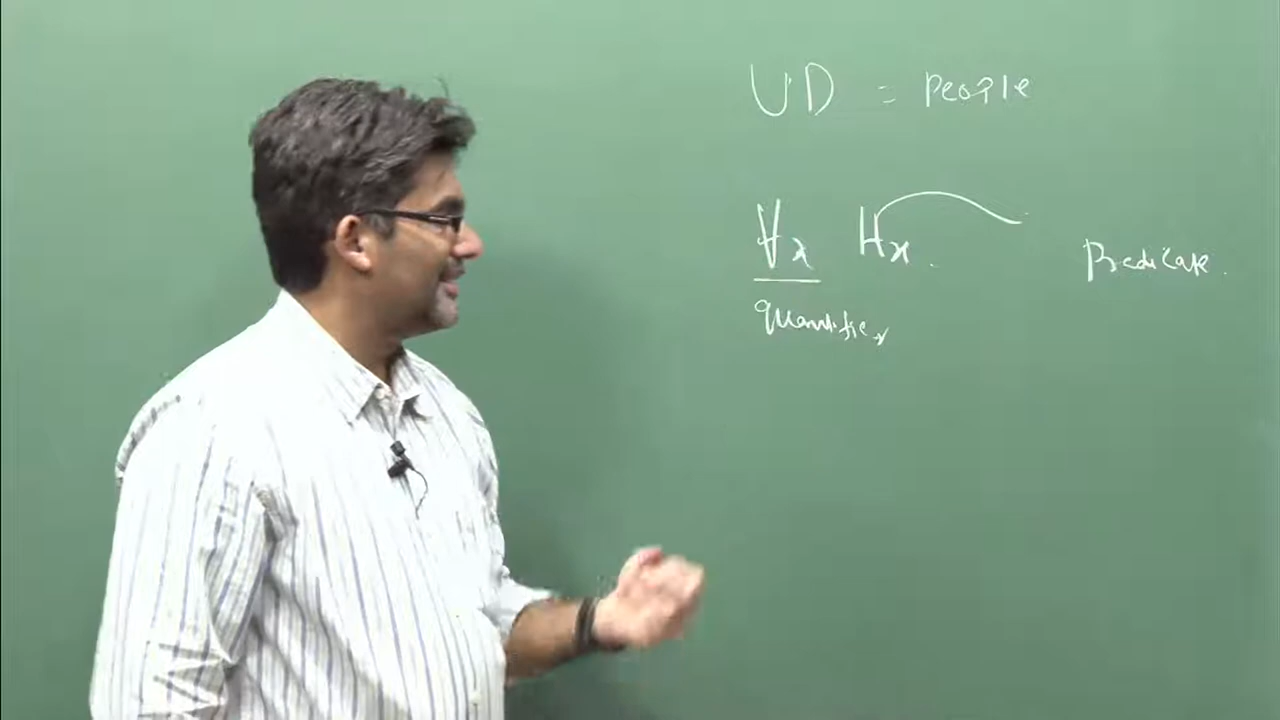 UD = People
∀x Hx. Predicate.
quantifier